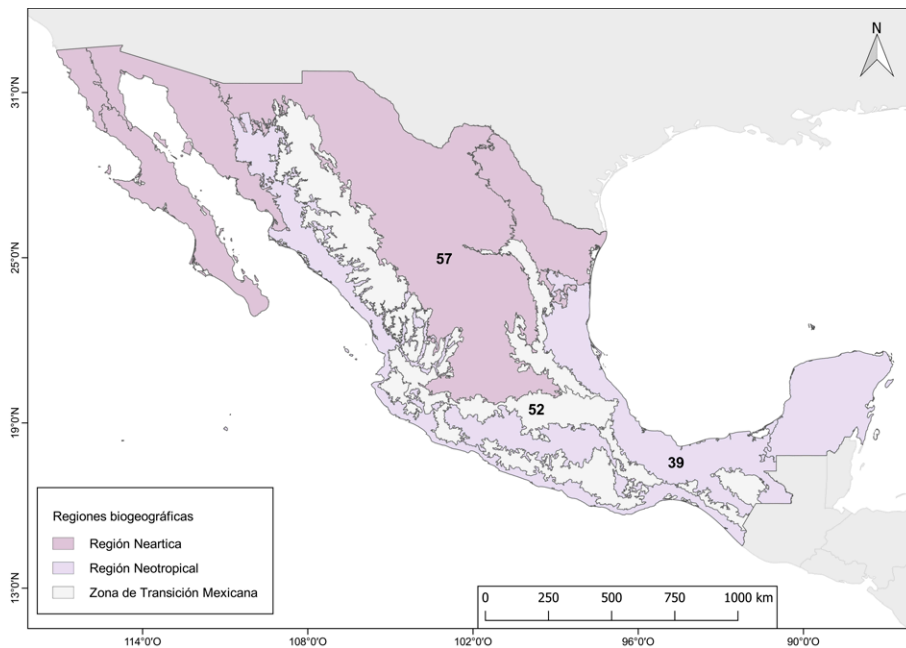 N
31°0'N
25°0'N
19°0'N
13°0'N
57
52
39
Regiones biogeográficas
Región Neartica
Región Neotropical
Zona de Transición Mexicana
0 250 500 750 1000 km
114°0'O 108°0'O 102°0'O 96°0'O 90°0'O